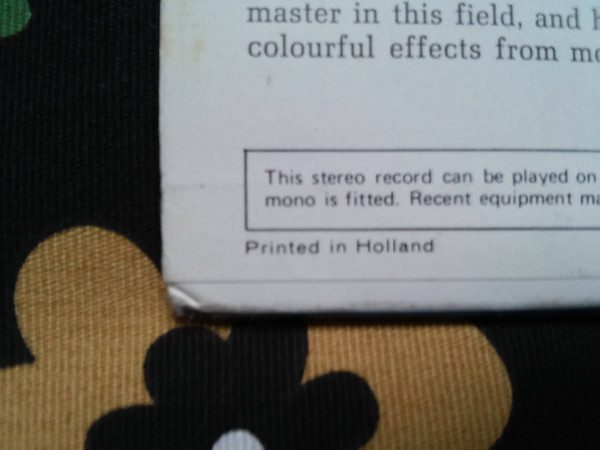 master in this field, and
colourful effects from
This stereo record can be played on
mono is fitted. Recent equipment
Printed in Holland